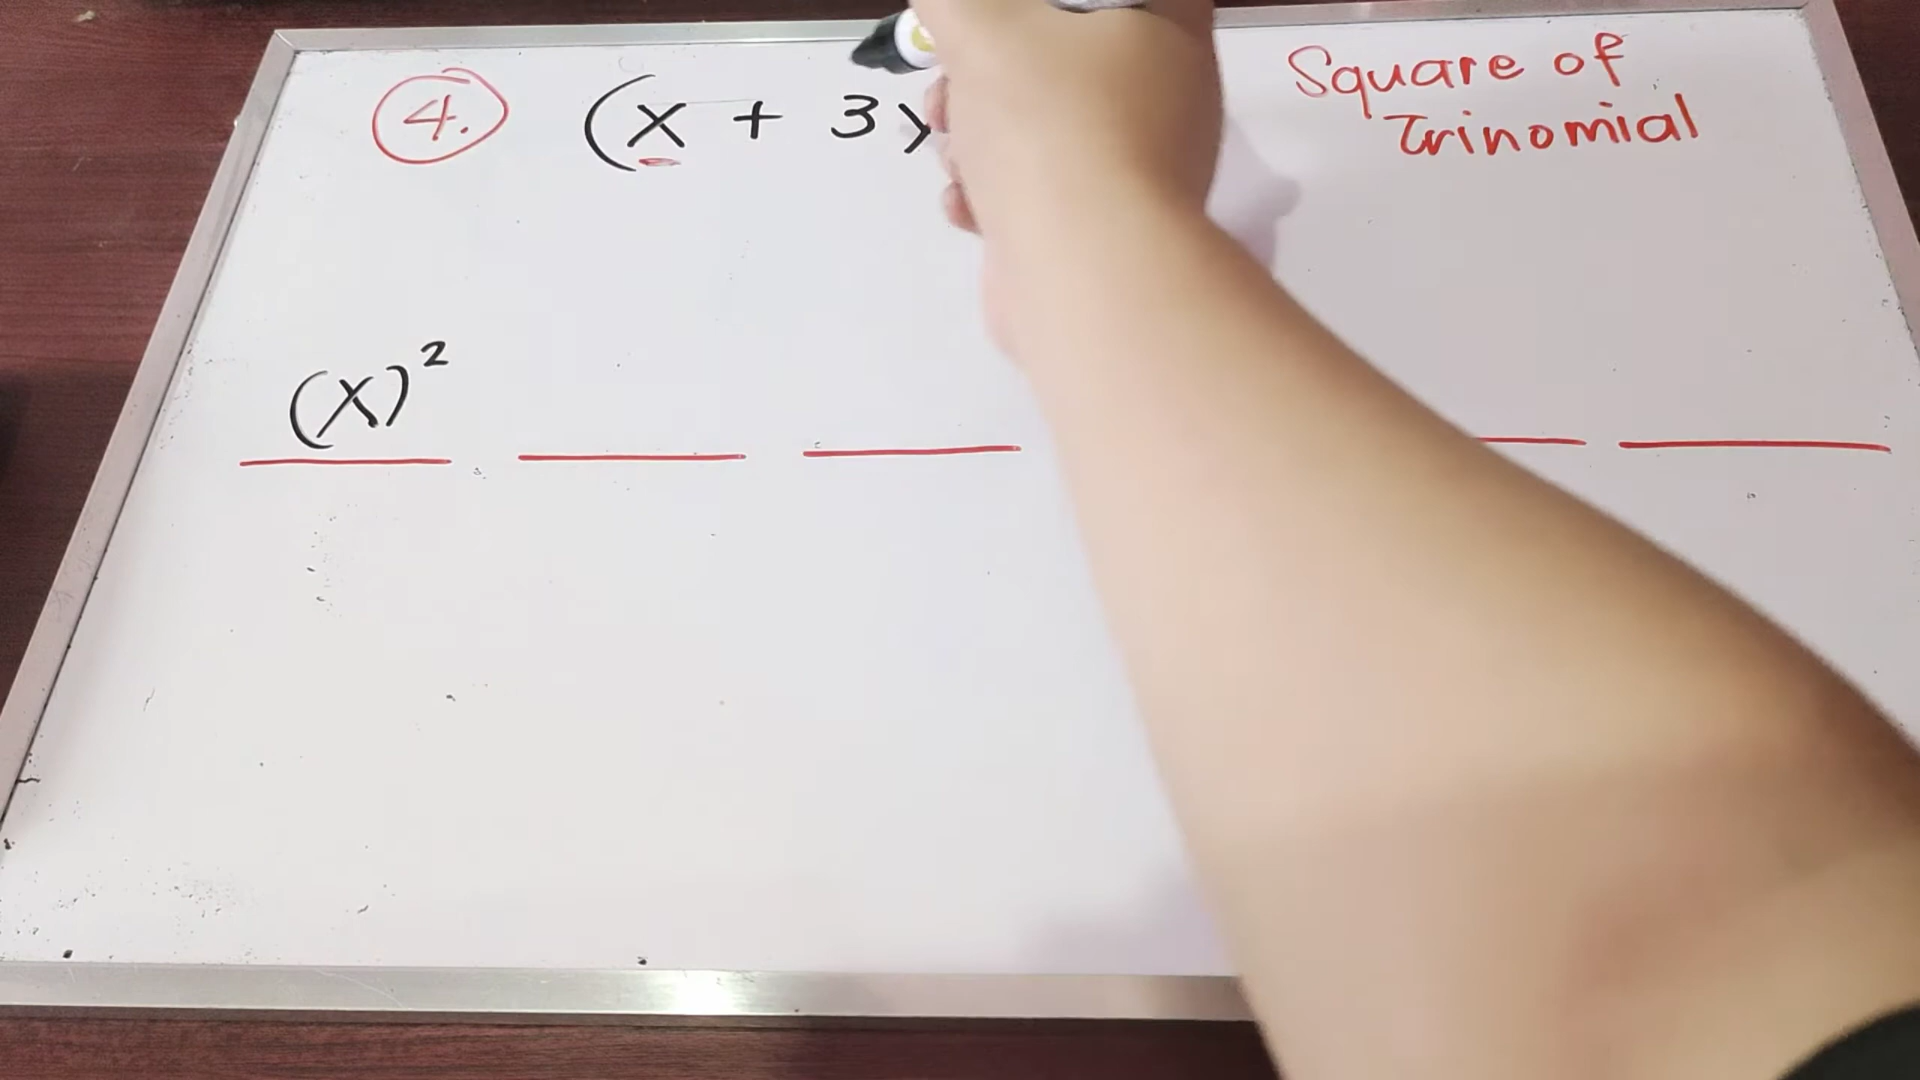 4. (x + 3y
Square of
Trinomial
(x)²